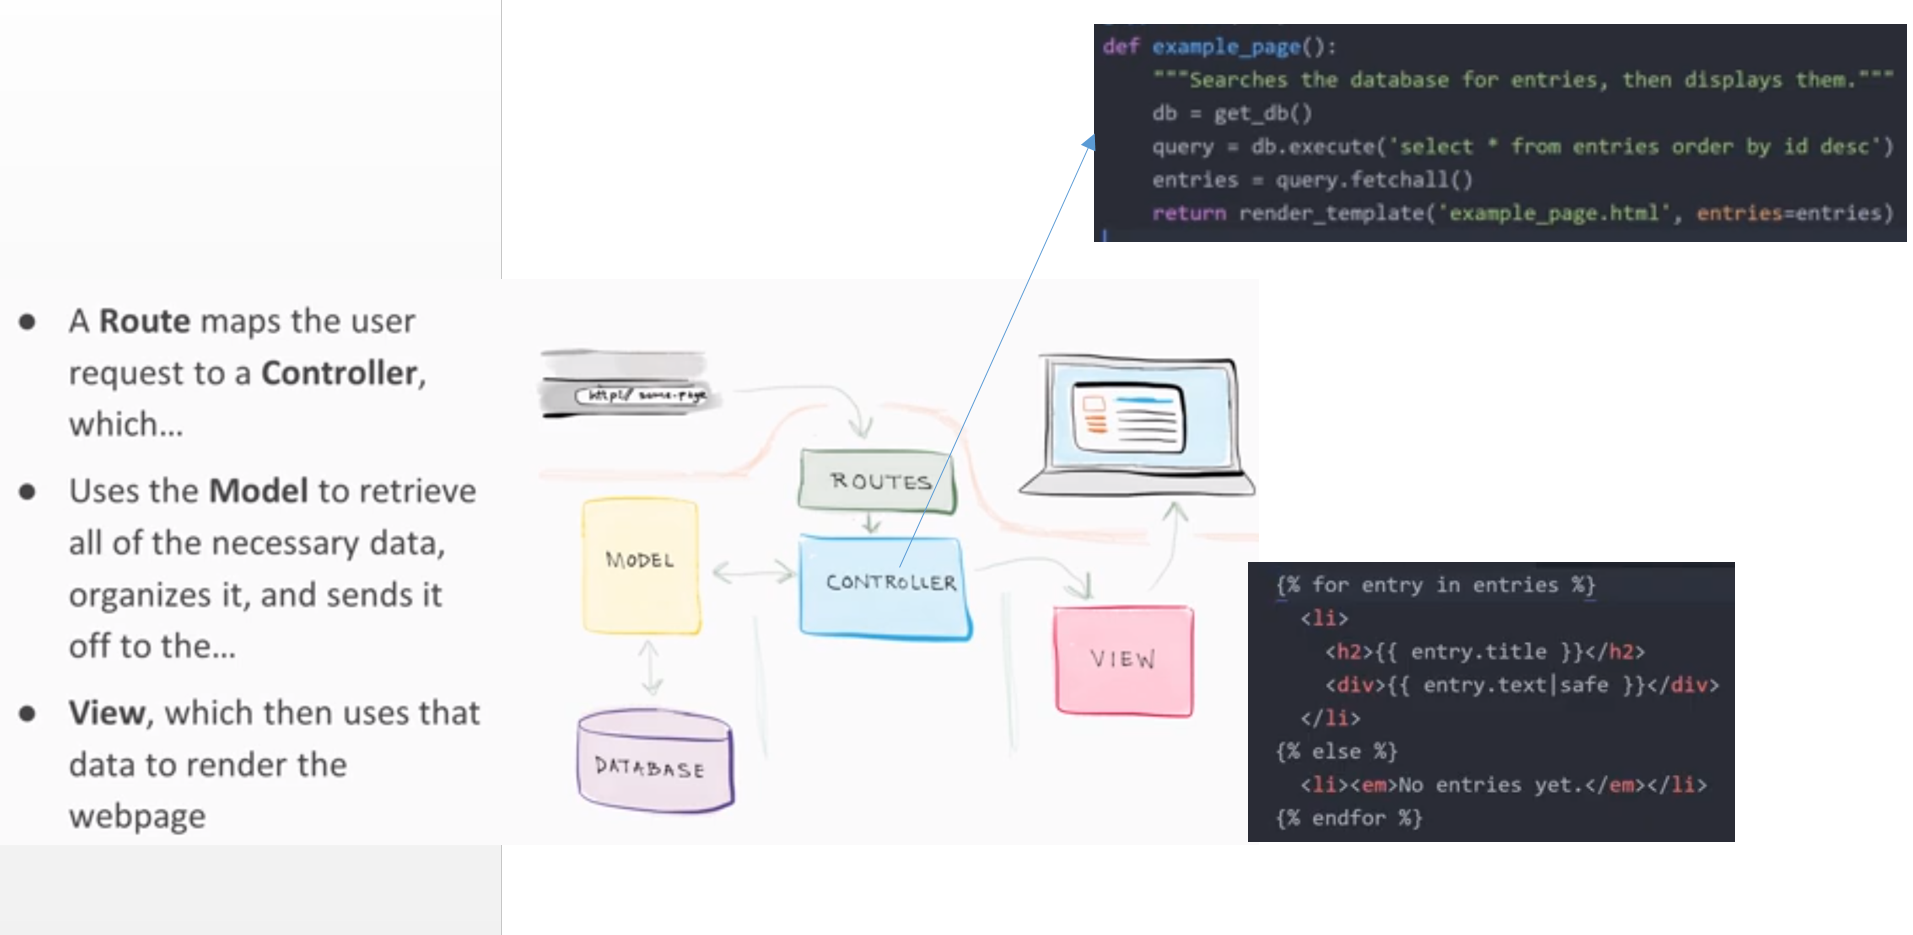 ● A Route maps the user
request to a Controller,
which...
● Uses the Model to retrieve
all of the necessary data,
organizes it, and sends it
off to the...
● View, which then uses that
data to render the
webpage
http:// some-page
ROUTES
MODEL
CONTROLLER
VIEW
DATABASE
def example_page():
    """Searches the database for entries, then displays them."""
    db = get_db()
    query = db.execute('select * from entries order by id desc')
    entries = query.fetchall()
    return render_template('example_page.html', entries=entries)
{% for entry in entries %}
  <li>
    <h2>{{ entry.title }}</h2>
    <div>{{ entry.text|safe }}</div>
  </li>
{% else %}
  <li><em>No entries yet.</em></li>
{% endfor %}